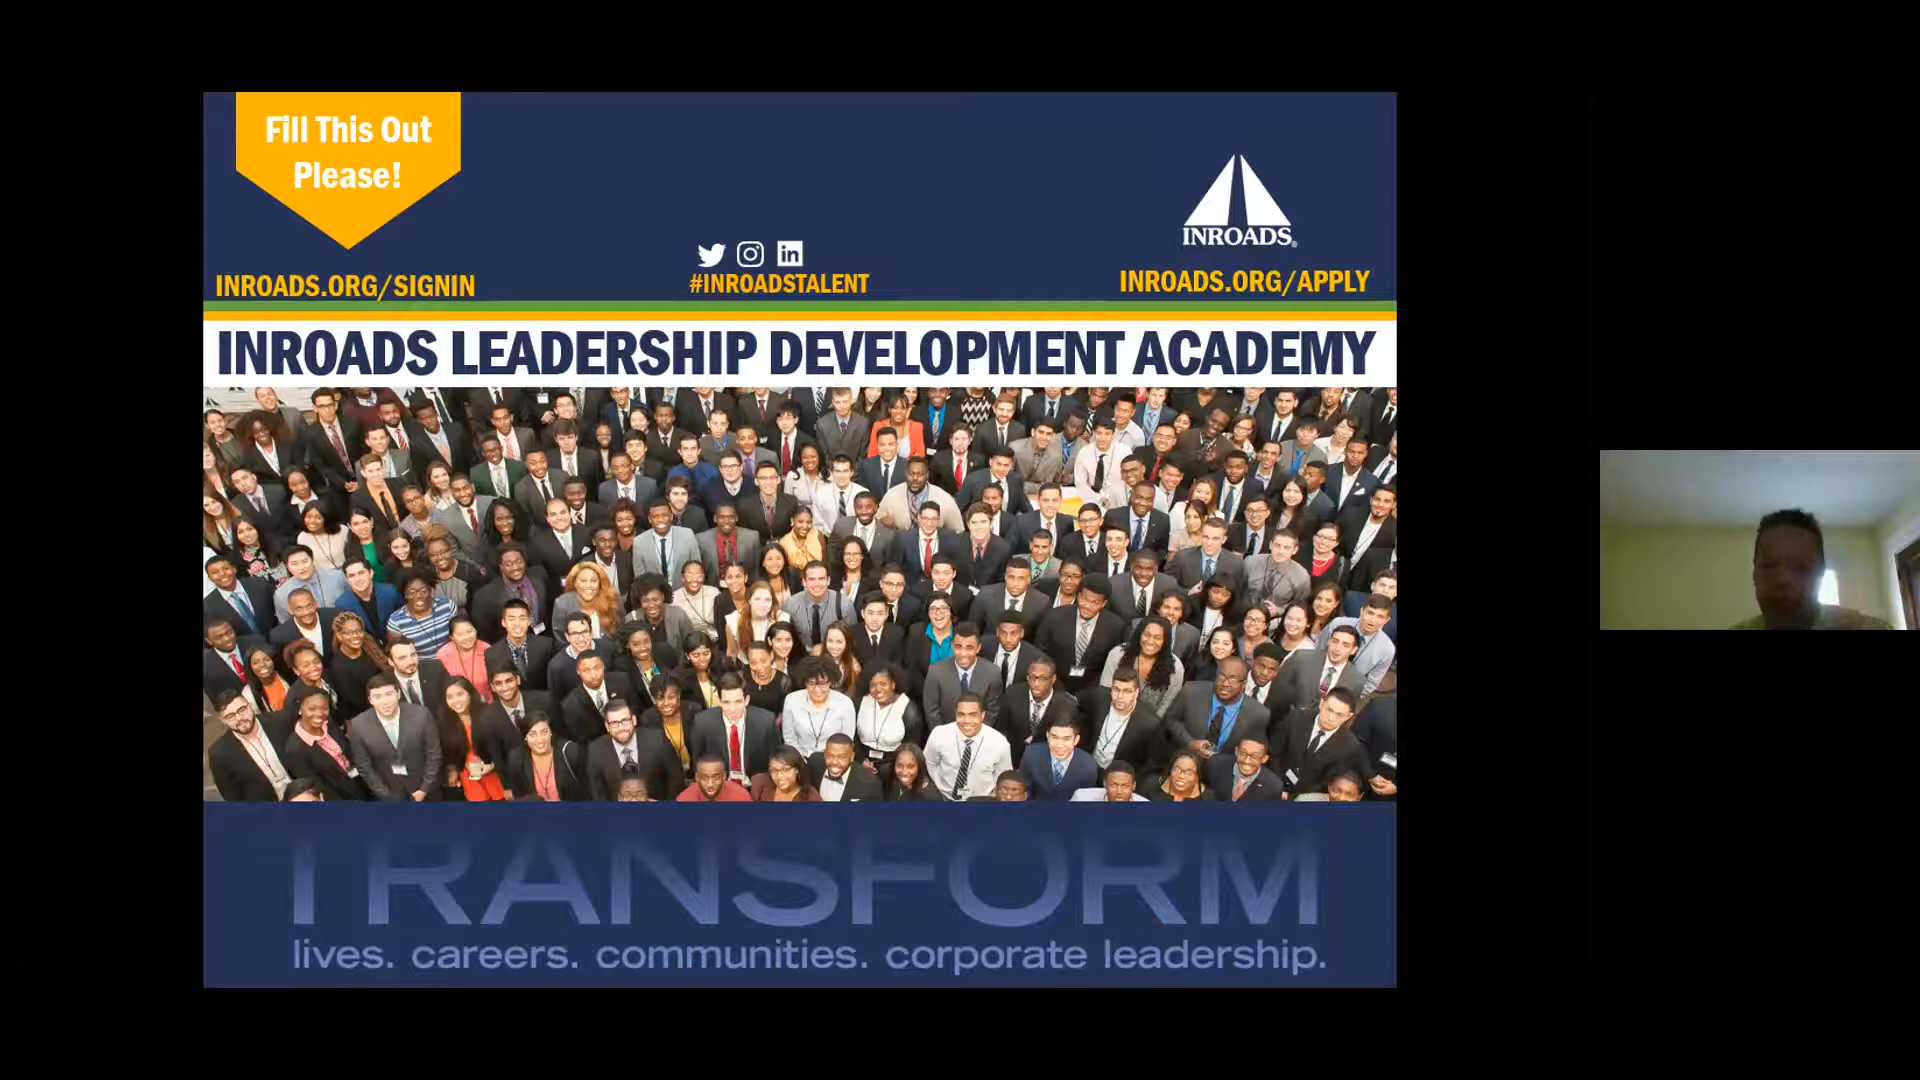 Fill This Out
Please!
INROADS®
INROADS.ORG/SIGNIN
#INROADSTALENT
INROADS.ORG/APPLY
INROADS LEADERSHIP DEVELOPMENT ACADEMY
TRANSFORM
lives. careers. communities. corporate leadership.